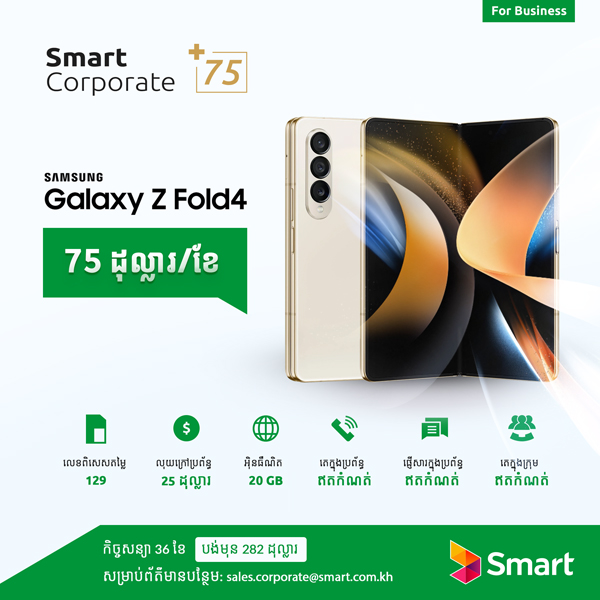 For Business
Smart
Corporate
+75
SAMSUNG
Galaxy Z Fold4
75 ដុល្លារ/ខែ
លេខពិសេសតម្លៃ
129
លុយក្រៅប្រព័ន្ធ
25 ដុល្លារ
អ៊ិនធឺណិត
20 GB
តេក្នុងប្រព័ន្ធ
ឥតកំណត់
ផ្ញើសារក្នុងប្រព័ន្ធ
ឥតកំណត់
តេក្នុងក្រុម
ឥតកំណត់
កិច្ចសន្យា 36 ខែ បង់មុន 282 ដុល្លារ
សម្រាប់ព័ត៌មានបន្ថែម: sales.corporate@smart.com.kh
Smart